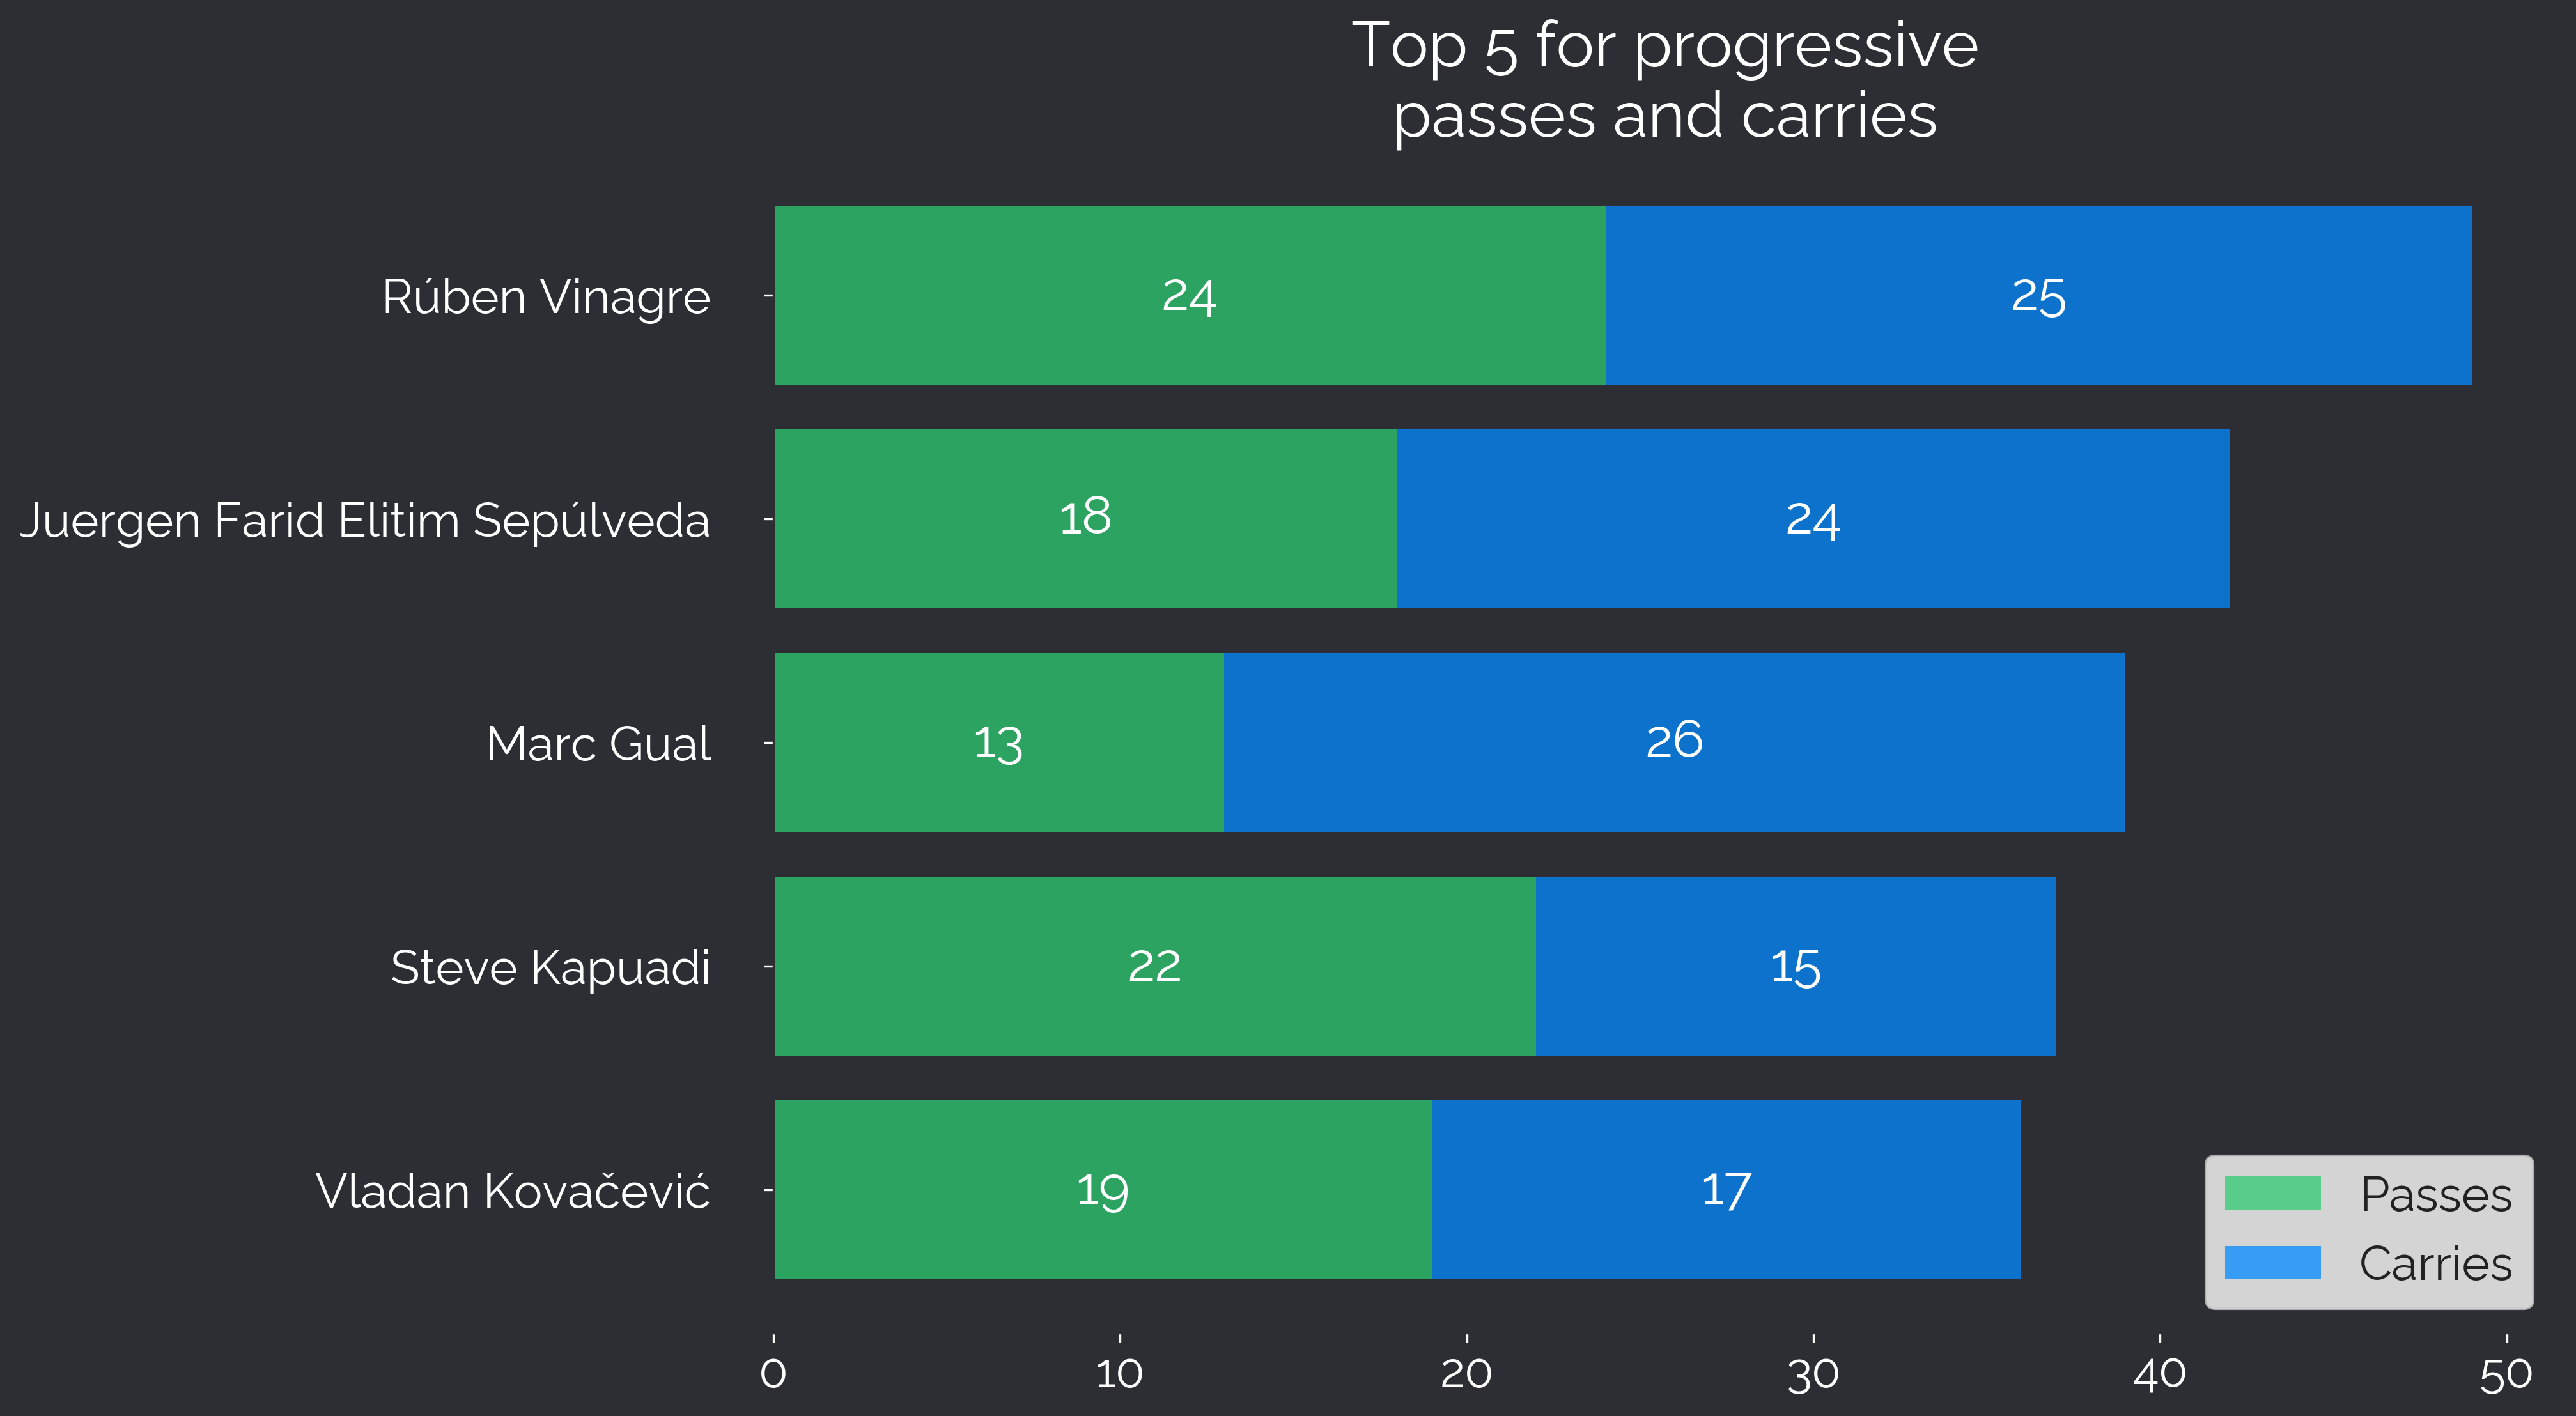 Top 5 for progressive
passes and carries
Rúben Vinagre
24
25
Juergen Farid Elitim Sepúlveda
18
24
Marc Gual
13
26
Steve Kapuadi
22
15
Vladan Kovačević
19
17
Passes
Carries
0 10 20 30 40 50